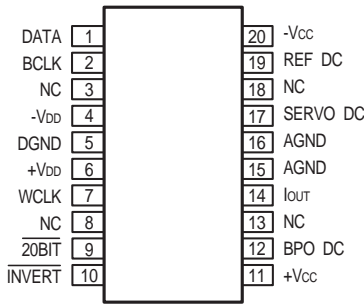 DATA 1
BCLK 2
NC 3
-VDD 4
DGND 5
+VDD 6
WCLK 7
NC 8
20BIT 9
INVERT 10
20 -VCC
19 REF DC
18 NC
17 SERVO DC
16 AGND
15 AGND
14 IOUT
13 NC
12 BPO DC
11 +VCC